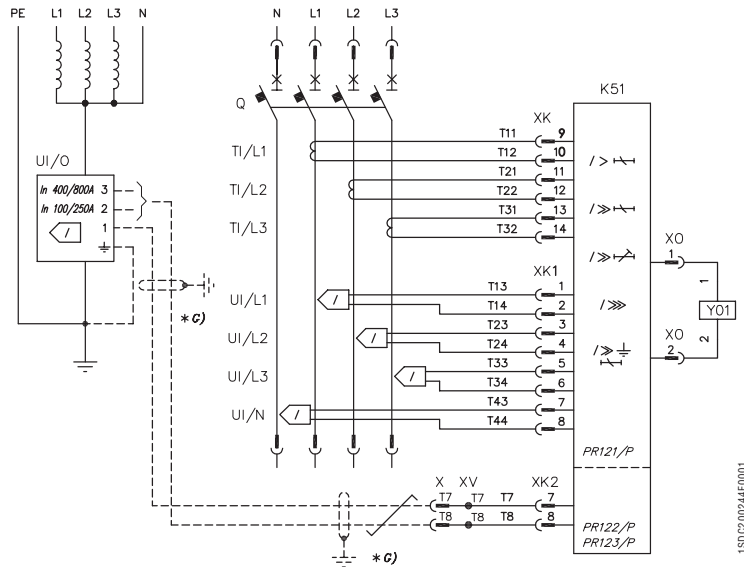 PE L1 L2 L3 N
N L1 L2 L3
K51
Q
XK
UI/O
In 400/800A 3
In 100/250A 2
1
/
TI/L1
TI/L2
TI/L3
T11 9
T12 10
T21 11
T22 12
T31 13
T32 14
/ >
/ ≫
/ ≫
/ ⋙
/ ≫
XO
1
1
Y01
2
XO
2
*G)
XK1
UI/L1
UI/L2
UI/L3
UI/N
/
/
/
/
T13 1
T14 2
T23 3
T24 4
T33 5
T34 6
T43 7
T44 8
PR121/P
X XV XK2
T7 T7 T7 7
T8 T8 T8 8
PR122/P
PR123/P
*G)
1SDC200244F0001